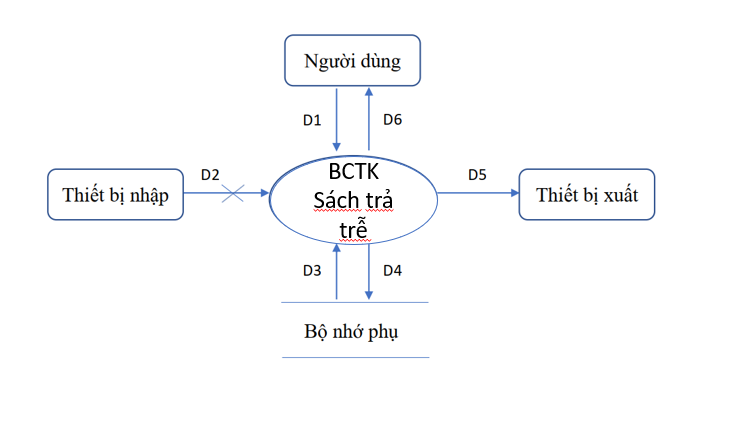 Người dùng
D1
D6
BCTK
Sách trả
trễ
D2
D5
Thiết bị nhập
Thiết bị xuất
D3
D4
Bộ nhớ phụ